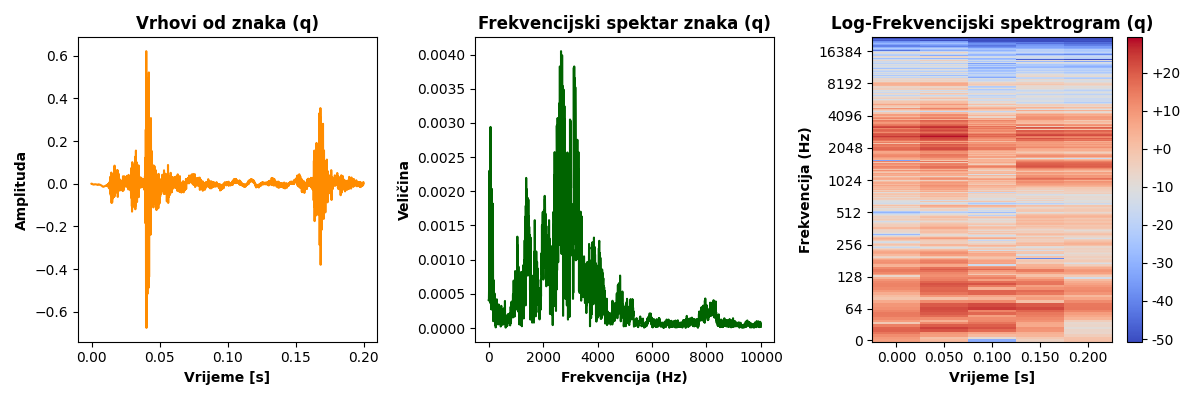 Vrhovi od znaka (q)
Amplituda
0.6
0.4
0.2
0.0
−0.2
−0.4
−0.6
0.00 0.05 0.10 0.15 0.20
Vrijeme [s]
Frekvencijski spektar znaka (q)
Veličina
0.0040
0.0035
0.0030
0.0025
0.0020
0.0015
0.0010
0.0005
0.0000
0 2000 4000 6000 8000 10000
Frekvencija (Hz)
Log-Frekvencijski spektrogram (q)
Frekvencija (Hz)
16384
8192
4096
2048
1024
512
256
128
64
0
0.000 0.050 0.100 0.150 0.200
Vrijeme [s]
+20
+10
+0
-10
-20
-30
-40
-50